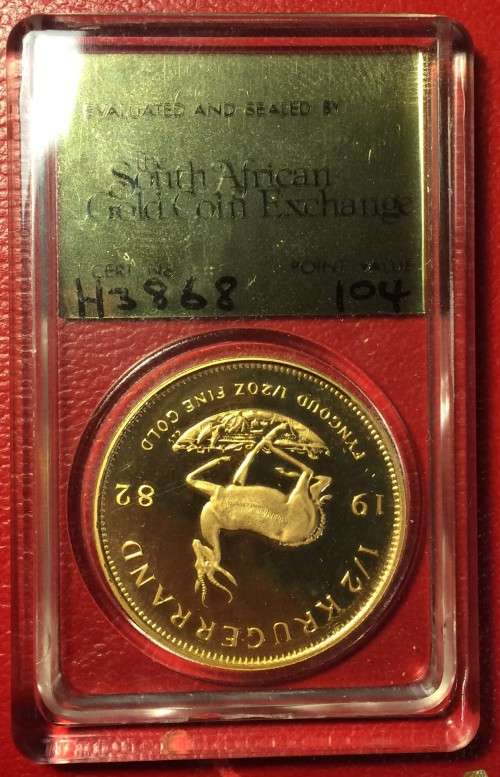 EVALUATED AND SEALED BY
The
South African
Gold Coin Exchange
CERT NO POINT VALUE
H3868 104
1/2 KRUGERRAND
19 82
FYNGOUD 1/2OZ FINE GOLD